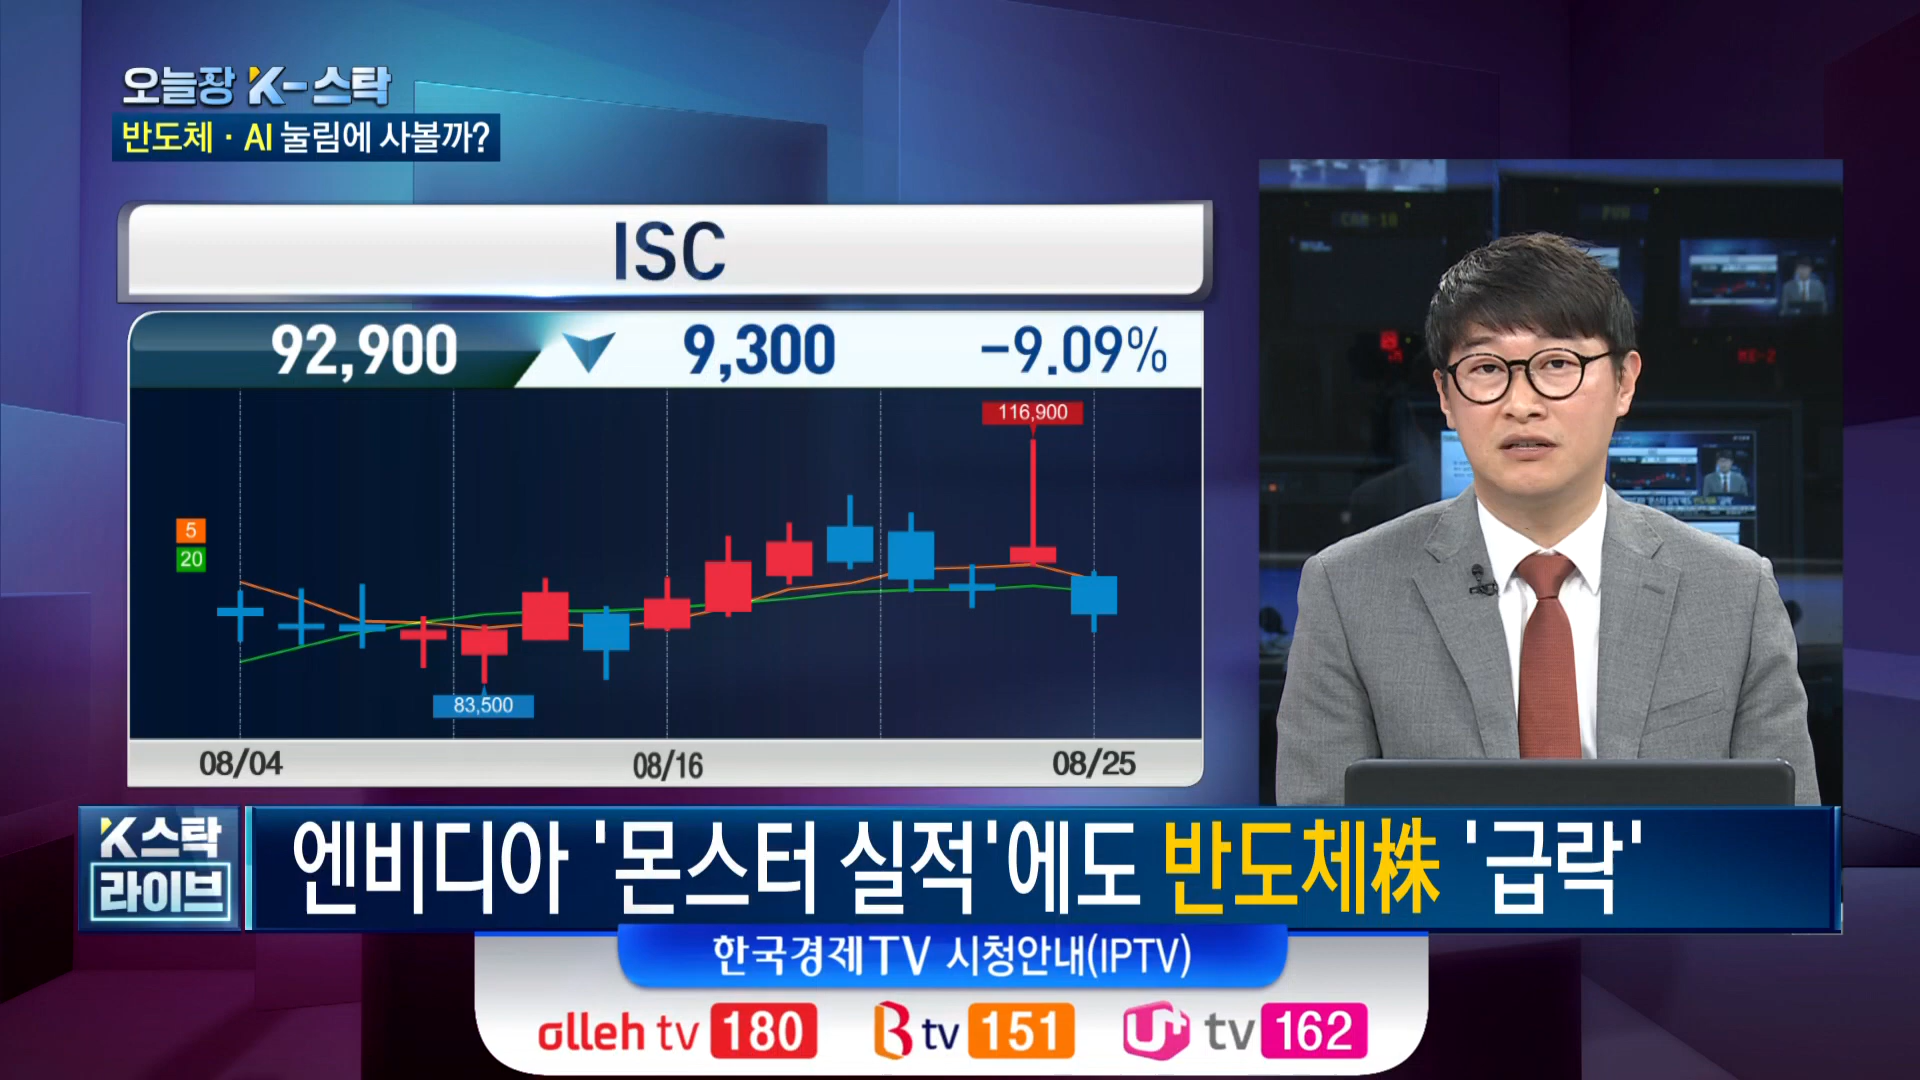 오늘장 K-스탁
반도체·AI 눌림에 사볼까?
ISC
92,900 9,300 -9.09%
116,900
5
20
83,500
08/04 08/16 08/25
K스탁
라이브
엔비디아 '몬스터 실적'에도 반도체株 '급락'
한국경제TV 시청안내(IPTV)
olleh tv 180 B tv 151 U+ tv 162